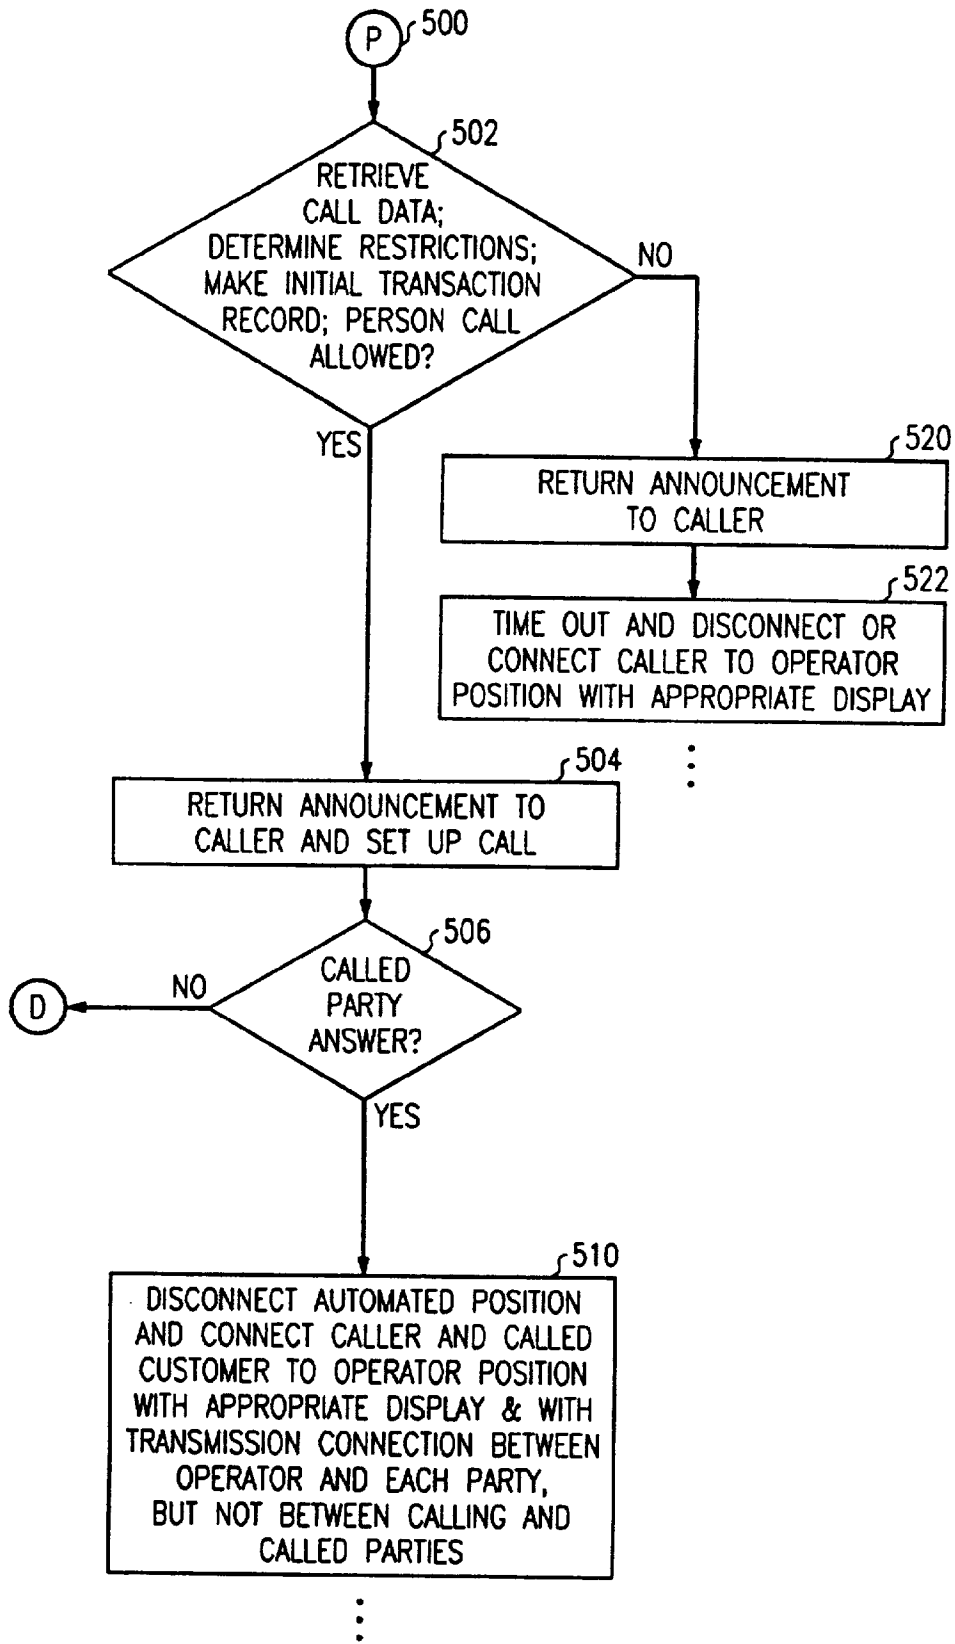 P
500
502
RETRIEVE
CALL DATA;
DETERMINE RESTRICTIONS;
MAKE INITIAL TRANSACTION
RECORD; PERSON CALL
ALLOWED?
NO
YES
520
RETURN ANNOUNCEMENT
TO CALLER
522
TIME OUT AND DISCONNECT OR
CONNECT CALLER TO OPERATOR
POSITION WITH APPROPRIATE DISPLAY
504
RETURN ANNOUNCEMENT TO
CALLER AND SET UP CALL
506
CALLED
PARTY
ANSWER?
NO
D
YES
510
DISCONNECT AUTOMATED POSITION
AND CONNECT CALLER AND CALLED
CUSTOMER TO OPERATOR POSITION
WITH APPROPRIATE DISPLAY & WITH
TRANSMISSION CONNECTION BETWEEN
OPERATOR AND EACH PARTY,
BUT NOT BETWEEN CALLING AND
CALLED PARTIES